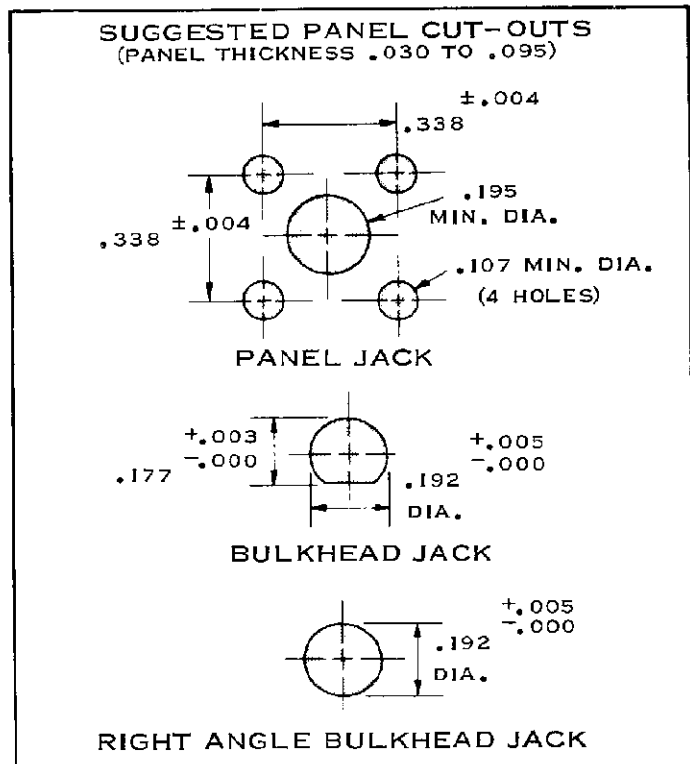 SUGGESTED PANEL CUT-OUTS
(PANEL THICKNESS .030 TO .095)
±.004
.338
.195
MIN. DIA.
±.004
.338
.107 MIN. DIA.
(4 HOLES)
PANEL JACK
+.003
-.000
.177
+.005
-.000
.192
DIA.
BULKHEAD JACK
+.005
-.000
.192
DIA.
RIGHT ANGLE BULKHEAD JACK